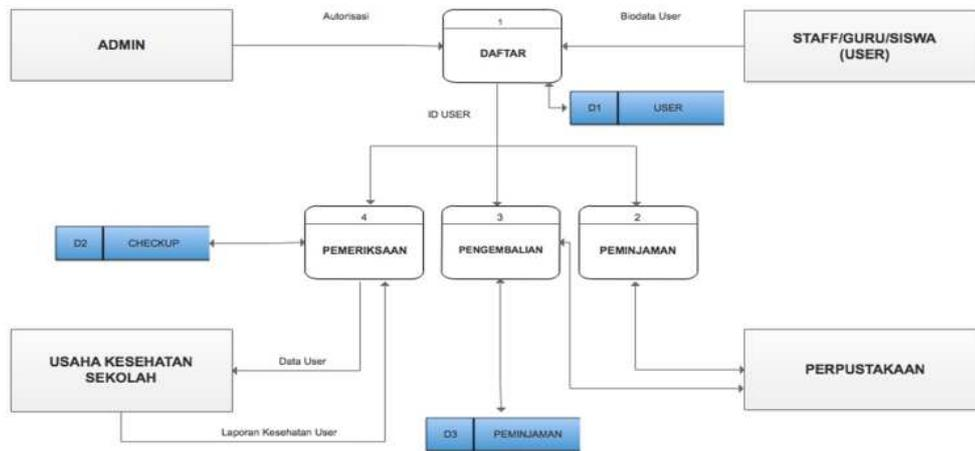 Autorisasi
Biodata User
ADMIN
1
DAFTAR
STAFF/GURU/SISWA
(USER)
ID USER
D1 USER
4
PEMERIKSAAN
3
PENGEMBALIAN
2
PEMINJAMAN
D2 CHECKUP
USAHA KESEHATAN
SEKOLAH
Data User
PERPUSTAKAAN
Laporan Kesehatan User
D3 PEMINJAMAN